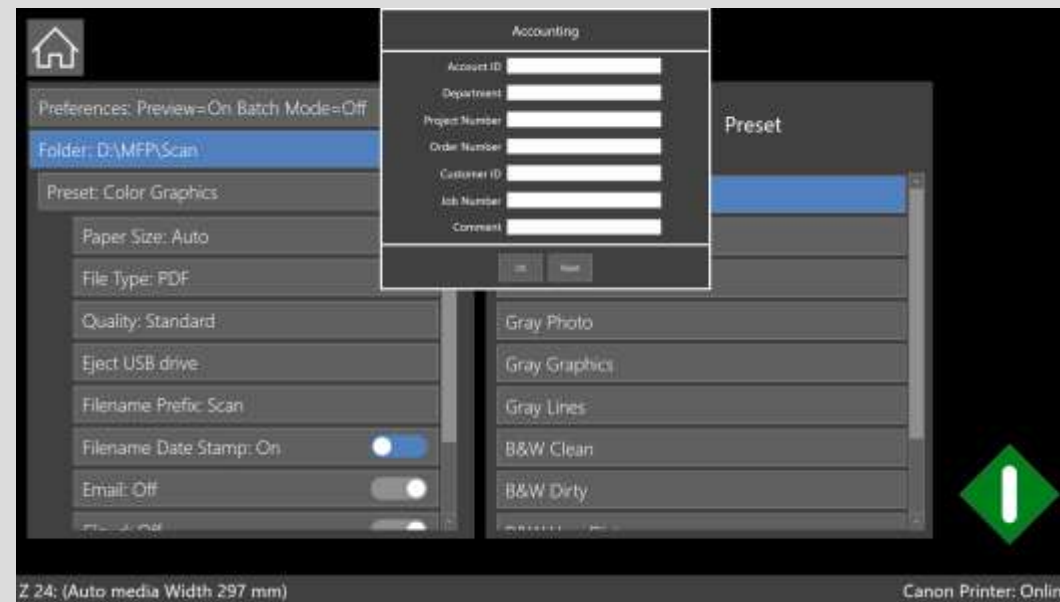 Accounting
Account ID
Department
Project Number
Order Number
Customer ID
Job Number
Comment
Preferences: Preview=On Batch Mode=Off
Folder: D:\MFP\Scan
Preset: Color Graphics
Paper Size: Auto
File Type: PDF
Quality: Standard
Eject USB drive
Filename Prefix: Scan
Filename Date Stamp: On
Email: Off
Preset
Gray Photo
Gray Graphics
Gray Lines
B&W Clean
B&W Dirty
Z 24: (Auto media Width 297 mm)
Canon Printer: Onlin